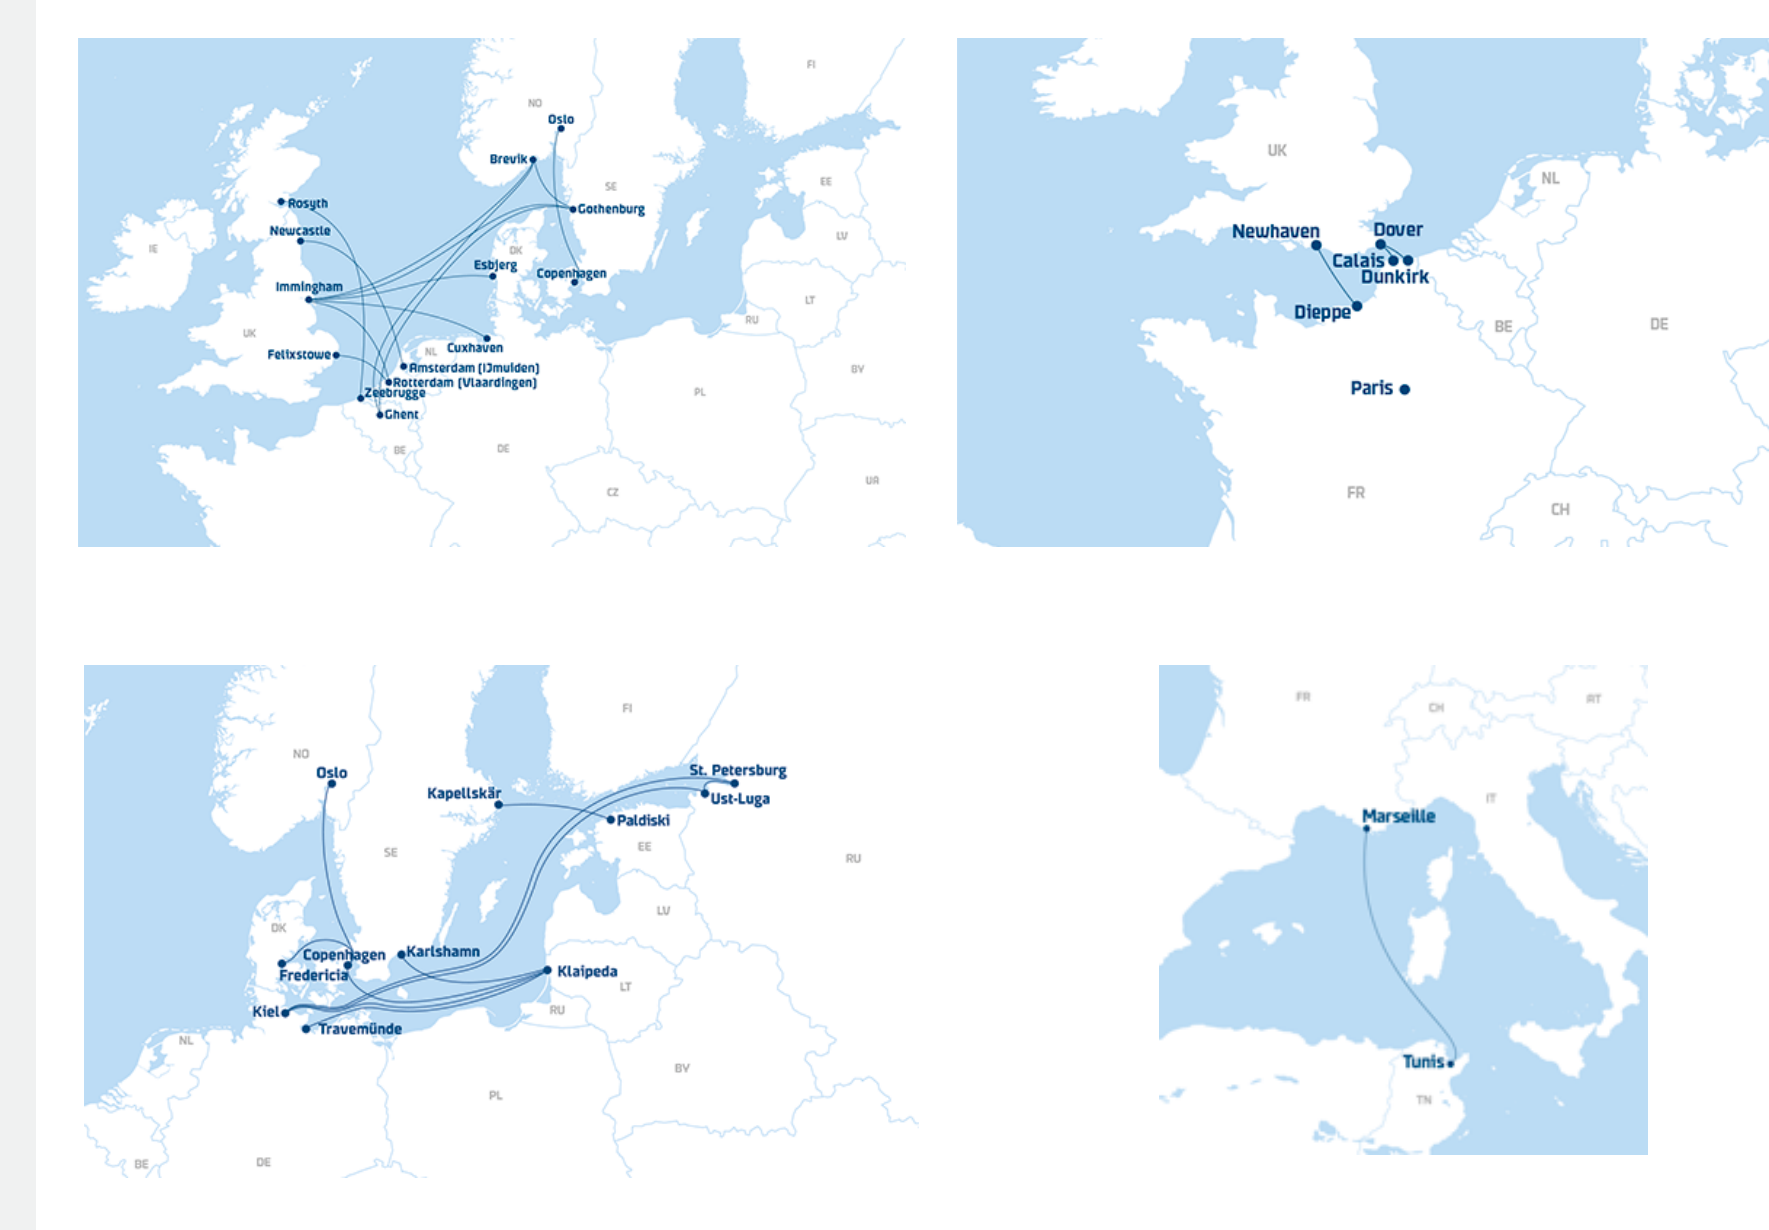 FI
NO
Oslo
Brevik
EE
SE
Rosyth
Gothenburg
Newcastle
LV
IE
DK
Esbjerg
Copenhagen
Immingham
LT
RU
UK
Cuxhaven
NL
Felixstowe
Amsterdam (IJmuiden)
BY
Rotterdam (Vlaardingen)
Zeebrugge
PL
Ghent
BE
DE
UA
CZ
UK
NL
Newhaven
Dover
Calais
Dunkirk
Dieppe
BE
DE
Paris
FR
CH
FI
NO
Oslo
St. Petersburg
Kapellskär
Ust-Luga
Paldiski
EE
SE
RU
LV
DK
Copenhagen
Karlshamn
Fredericia
Klaipeda
LT
Kiel
RU
Travemünde
NL
BY
PL
BE
DE
FR
CH
AT
IT
Marseille
Tunis
TN